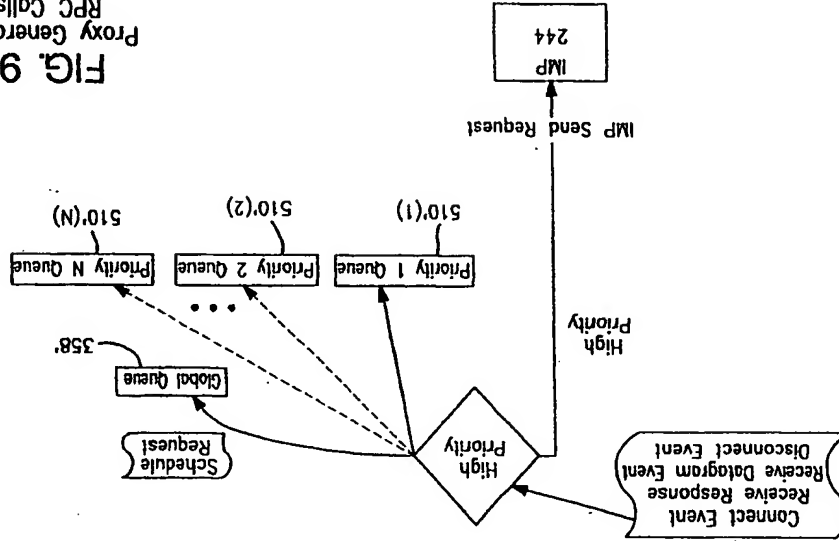 Connect Event
Receive Response
Receive Datagram Event
Disconnect Event
High
Priority
Schedule
Request
High
Priority
Global Queue
358'
Priority 1 Queue
Priority 2 Queue
Priority N Queue
510'(1)
510'(2)
510'(N)
IMP Send Request
IMP
244
FIG. 9
Proxy Genera
RPC Calls